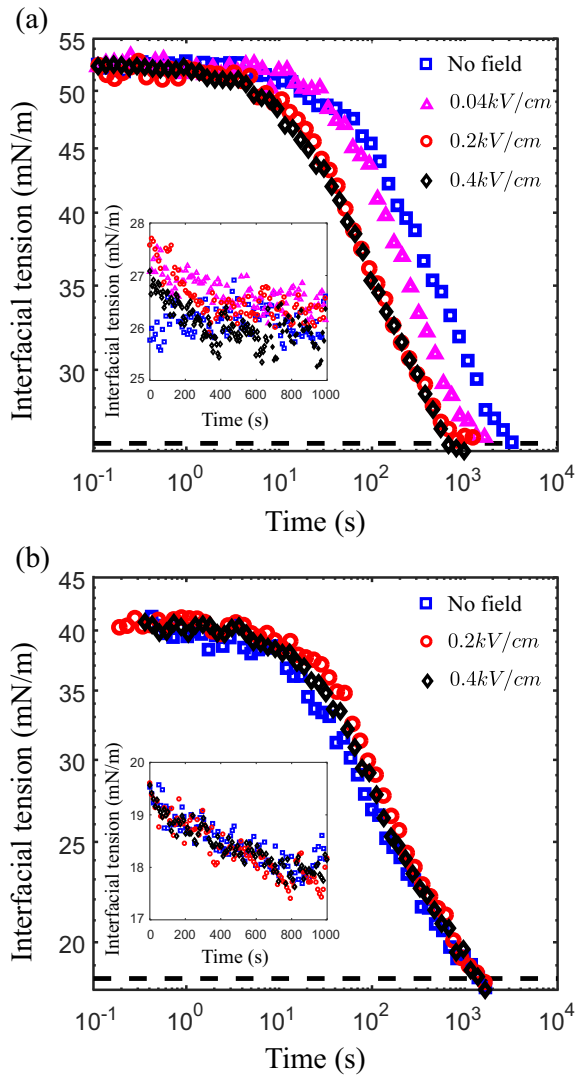 (a)
55
50
45
40
35
30
Interfacial tension (mN/m)
No field
0.04kV/cm
0.2kV/cm
0.4kV/cm
28
27
26
25
Interfacial tension (mN/m)
0 200 400 600 800 1000
Time (s)
10^-1 10^0 10^1 10^2 10^3 10^4
Time (s)
(b)
45
40
35
30
25
20
Interfacial tension (mN/m)
No field
0.2kV/cm
0.4kV/cm
20
19
18
17
Interfacial tension (mN/m)
0 200 400 600 800 1000
Time (s)
10^-1 10^0 10^1 10^2 10^3 10^4
Time (s)